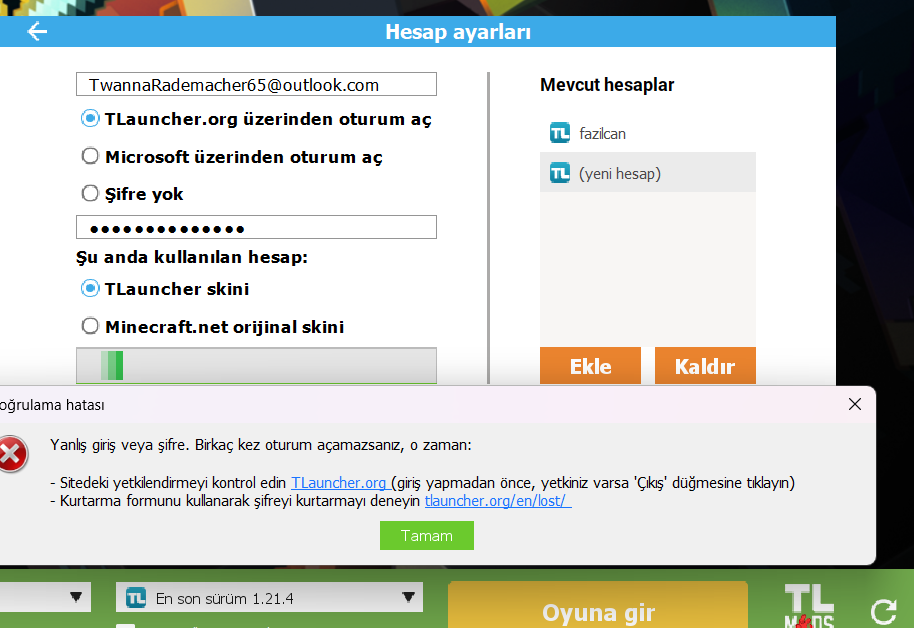 Hesap ayarları
TwannaRademacher65@outlook.com
TLauncher.org üzerinden oturum aç
Microsoft üzerinden oturum aç
Şifre yok
●●●●●●●●●●●●●●
Şu anda kullanılan hesap:
TLauncher skini
Minecraft.net orijinal skini
Mevcut hesaplar
TL fazilcan
TL (yeni hesap)
Ekle Kaldır
oğrulama hatası
Yanlış giriş veya şifre. Birkaç kez oturum açamazsanız, o zaman:
- Sitedeki yetkilendirmeyi kontrol edin TLauncher.org (giriş yapmadan önce, yetkiniz varsa 'Çıkış' düğmesine tıklayın)
- Kurtarma formunu kullanarak şifreyi kurtarmayı deneyin tlauncher.org/en/lost/
Tamam
TL En son sürüm 1.21.4
Oyuna gir
TL
MODS